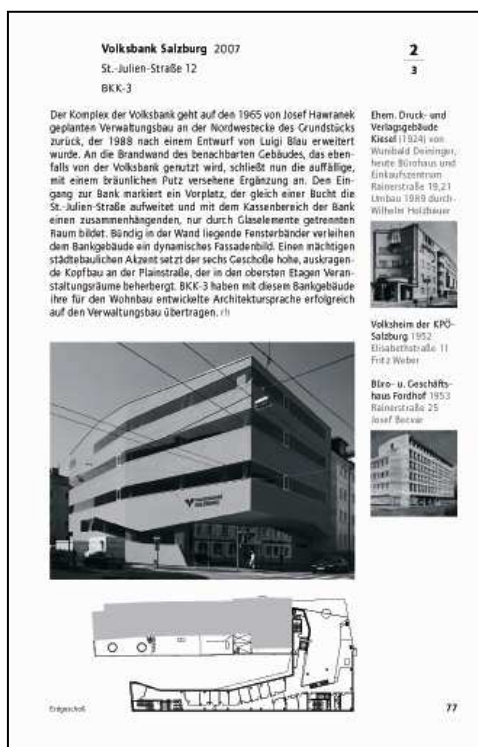 Volksbank Salzburg 2007
St.-Julien-Straße 12
BKK-3
2
3
Der Komplex der Volksbank geht auf den 1965 von Josef Hawranek
geplanten Verwaltungsbau an der Nordwestecke des Grundstücks
zurück, der 1988 nach einem Entwurf von Luigi Blau erweitert
wurde. An die Brandwand des benachbarten Gebäudes, das eben-
falls von der Volksbank genutzt wird, schließt nun die auffällige,
mit einem bräunlichen Putz versehene Ergänzung an. Den Ein-
gang zur Bank markiert ein Vorplatz, der gleich einer Bucht die
St.-Julien-Straße aufweitet und mit dem Kassenbereich der Bank
einen zusammenhängenden, nur durch Glaselemente getrennten
Raum bildet. Bündig in der Wand liegende Fensterbänder verleihen
dem Bankgebäude ein dynamisches Fassadenbild. Einen mächtigen
städtebaulichen Akzent setzt der sechs Geschoße hohe, auskragen-
de Kopfbau an der Plainstraße, der in den obersten Etagen Veran-
staltungsräume beherbergt. BKK-3 haben mit diesem Bankgebäude
ihre für den Wohnbau entwickelte Architektursprache erfolgreich
auf den Verwaltungsbau übertragen. rh
Ehem. Druck- und
Verlagsgebäude
Kiesel (1924) von
Wunibald Deininger,
heute Bürohaus und
Einkaufszentrum
Rainerstraße 19, 21
Umbau 1989 durch
Wilhelm Holzbauer
Volksheim der KPÖ-
Salzburg 1952
Elisabethstraße 11
Fritz Weber
Büro- u. Geschäfts-
haus Fordhof 1953
Rainerstraße 25
Josef Becvar
VOLKSBANK
SALZBURG
Erdgeschoß
77